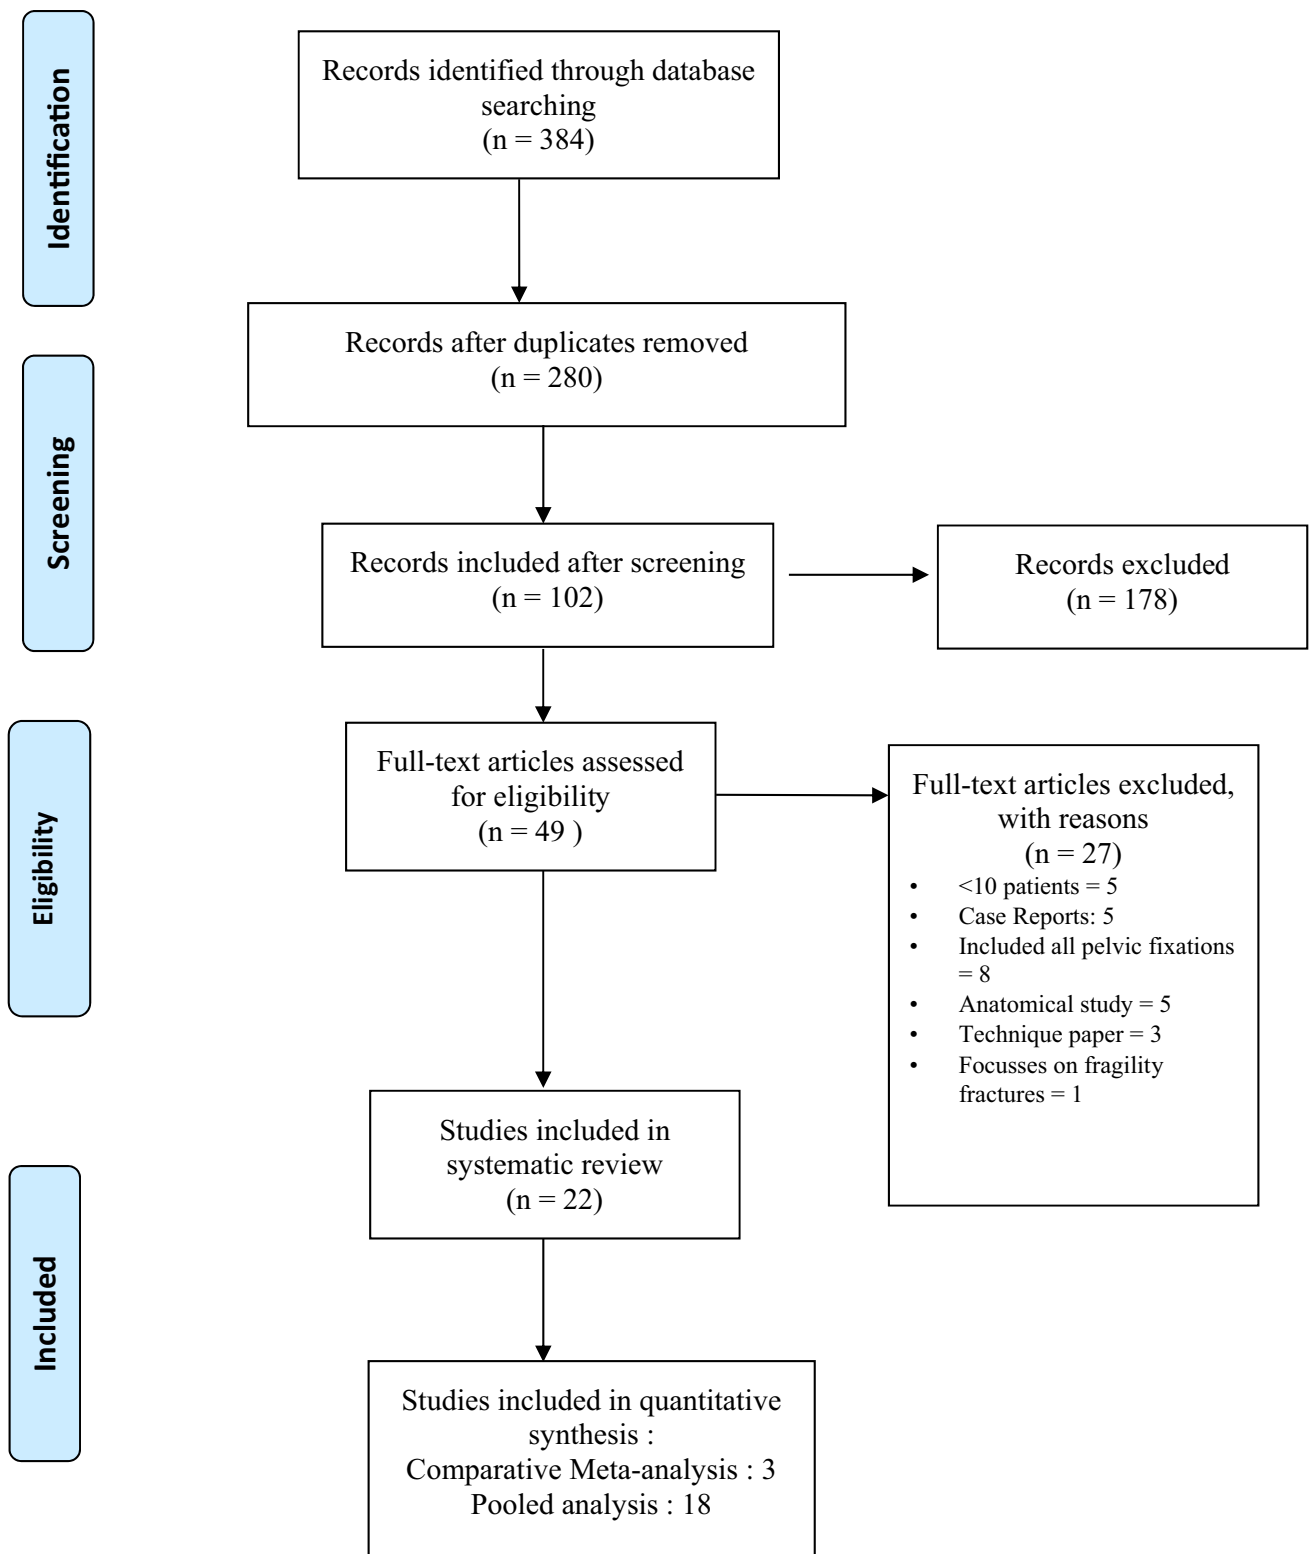 Identification
Records identified through database
searching
(n = 384)
Records after duplicates removed
(n = 280)
Screening
Records included after screening
(n = 102)
Records excluded
(n = 178)
Eligibility
Full-text articles assessed
for eligibility
(n = 49 )
Full-text articles excluded,
with reasons
(n = 27)
• <10 patients = 5
• Case Reports: 5
• Included all pelvic fixations
= 8
• Anatomical study = 5
• Technique paper = 3
• Focusses on fragility
fractures = 1
Studies included in
systematic review
(n = 22)
Included
Studies included in quantitative
synthesis :
Comparative Meta-analysis : 3
Pooled analysis : 18